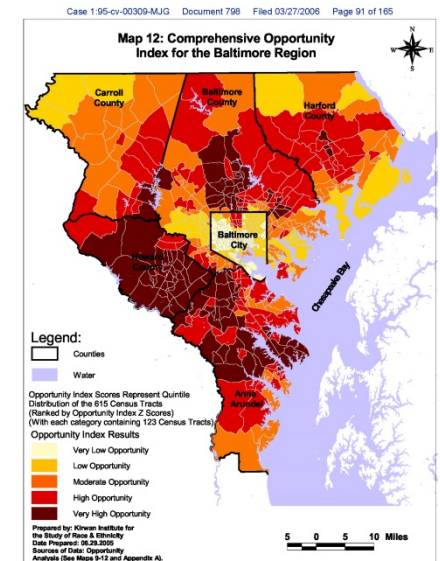 Case 1:95-cv-00309-MJG Document 798 Filed 03/27/2006 Page 91 of 165
Map 12: Comprehensive Opportunity
Index for the Baltimore Region
N
W E
S
Carroll
County
Baltimore
County
Harford
County
Baltimore
City
Howard
County
Chesapeake Bay
Anne
Arundel
Legend:
Counties
Water
Opportunity Index Scores Represent Quintile
Distribution of the 615 Census Tracts
(Ranked by Opportunity Index Z Scores)
(With each category containing 123 Census Tracts)
Opportunity Index Results
Very Low Opportunity
Low Opportunity
Moderate Opportunity
High Opportunity
Very High Opportunity
Prepared by: Kirwan Institute for
the Study of Race & Ethnicity
Date Prepared: 06.29.2005
Sources of Data: Opportunity
Analysis (See Maps 9-12 and Appendix A).
5 0 5 10 Miles